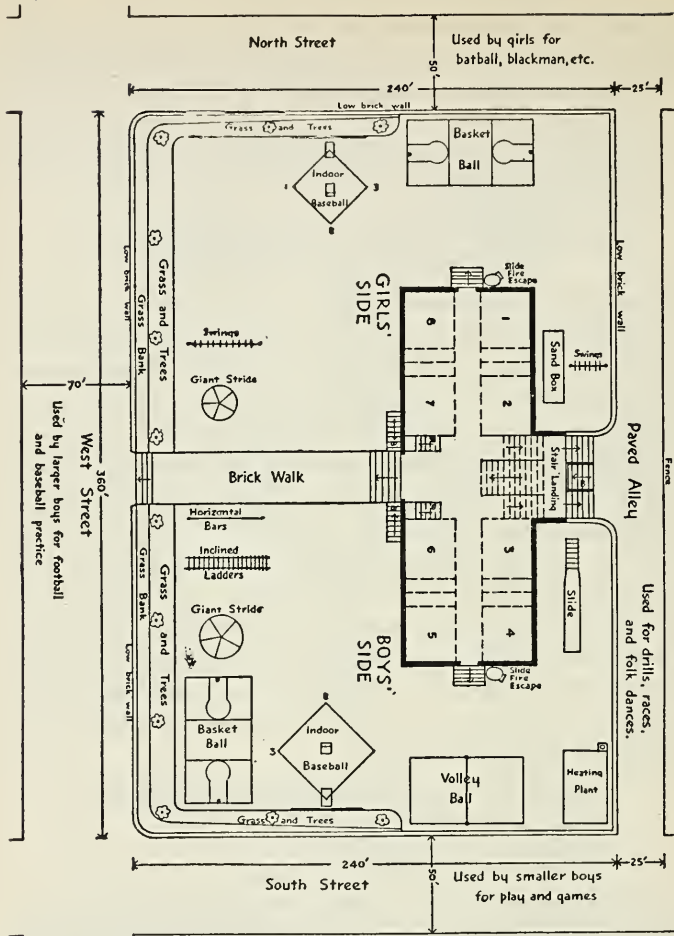 North Street
Used by girls for
batball, blackman, etc.
50'
240'
25'
Low brick wall
Grass and Trees
Basket
Ball
Indoor
Baseball
1
3
8
Low brick wall
Low brick wall
Grass Bank
Grass and Trees
GIRLS'
SIDE
Slide
Fire
Escape
8
1
7
2
Sand Box
Swings
Swings
Giant Stride
70'
West Street
360'
Used by larger boys for football
and baseball practice
Brick Walk
Stair Landing
Paved Alley
Fence
Horizontal
Bars
Inclined
Ladders
Giant Stride
Grass Bank
Grass and Trees
Low brick wall
6
3
5
4
BOYS'
SIDE
Slide
Slide
Fire
Escape
Used for drills, races,
and folk dances.
Basket
Ball
8
3
Indoor
Baseball
Volley
Ball
Heating
Plant
Grass and Trees
240'
25'
50'
South Street
Used by smaller boys
for play and games